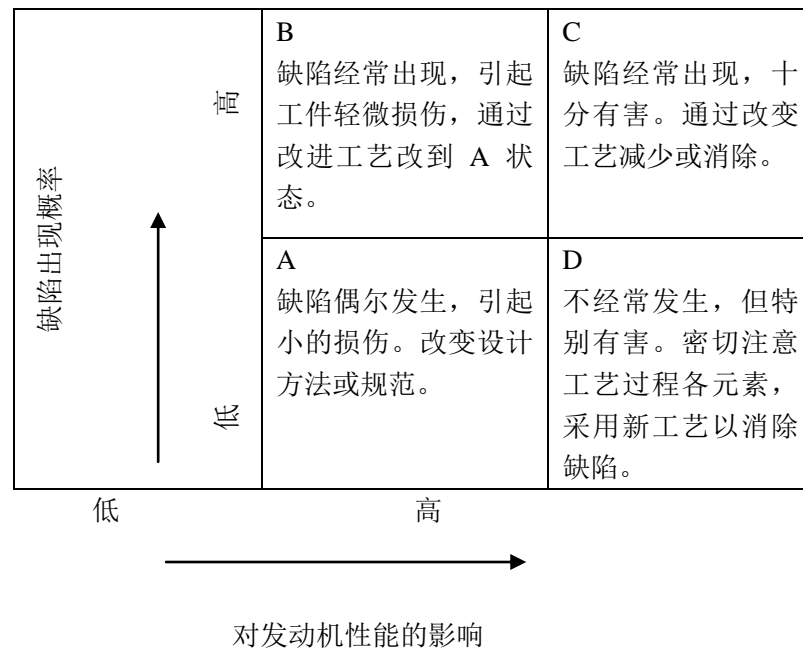 缺陷出现概率
高
低
B
缺陷经常出现，引起
工件轻微损伤，通过
改进工艺改到 A 状
态。
C
缺陷经常出现，十
分有害。通过改变
工艺减少或消除。
A
缺陷偶尔发生，引起
小的损伤。改变设计
方法或规范。
D
不经常发生，但特
别有害。密切注意
工艺过程各元素，
采用新工艺以消除
缺陷。
低
高
对发动机性能的影响